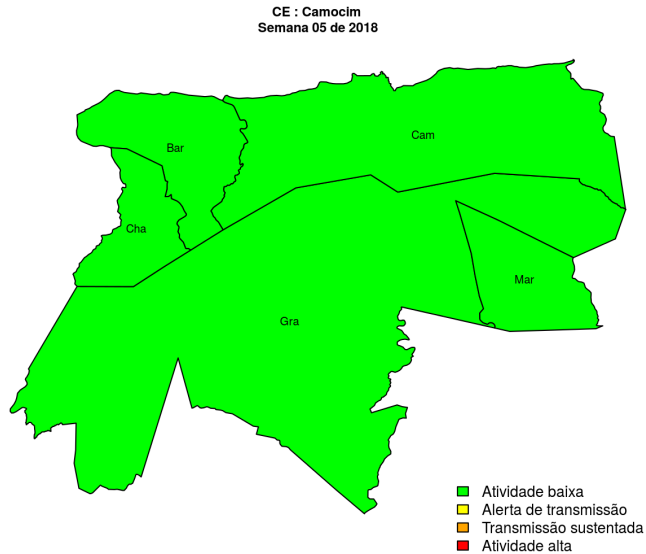 CE : Camocim
Semana 05 de 2018
Bar
Cam
Cha
Mar
Gra
Atividade baixa
Alerta de transmissão
Transmissão sustentada
Atividade alta